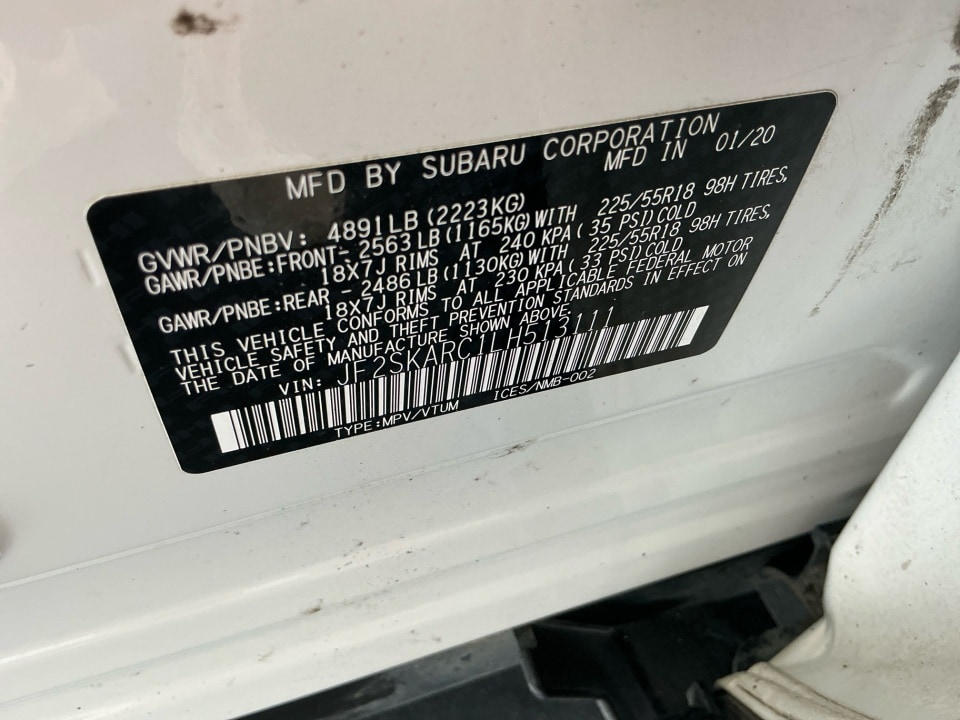 MFD BY SUBARU CORPORATION
MFD IN 01/20
GVWR/PNBV: 4891LB (2223KG)
GAWR/PNBE:FRONT- 2563 LB (1165KG) WITH 225/55R18 98H TIRES,
18X7J RIMS AT 240 KPA (35 PSI) COLD
GAWR/PNBE:REAR - 2486 LB (1130KG) WITH 225/55R18 98H TIRES,
18X7J RIMS AT 230 KPA (33 PSI) COLD
THIS VEHICLE CONFORMS TO ALL APPLICABLE FEDERAL MOTOR
VEHICLE SAFETY AND THEFT PREVENTION STANDARDS IN EFFECT ON
THE DATE OF MANUFACTURE SHOWN ABOVE.
VIN: JF2SKARC1LH513111
TYPE:MPV/VTUM ICES/NMB-002